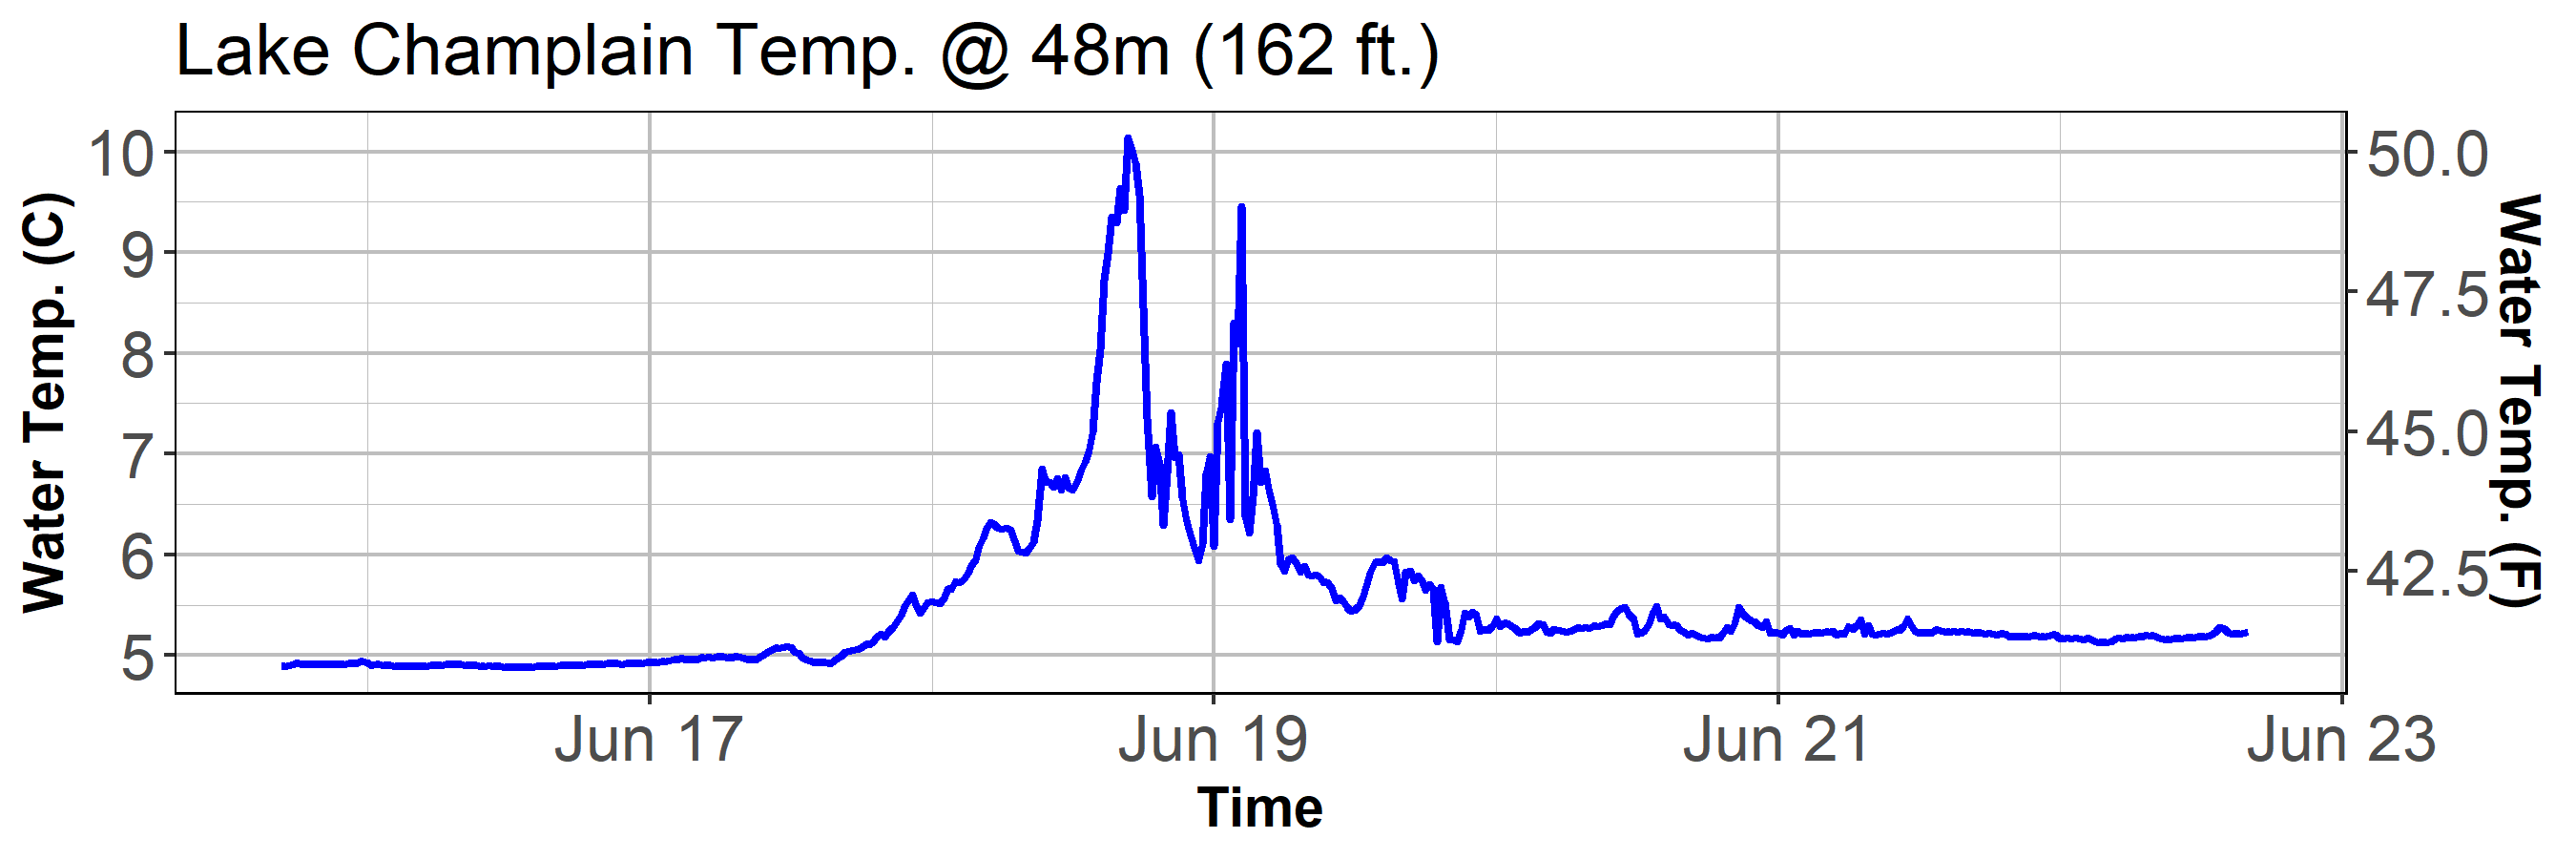 Lake Champlain Temp. @ 48m (162 ft.)
Water Temp. (C)
10
9
8
7
6
5
50.0
47.5
45.0
42.5
Water Temp. (F)
Jun 17
Jun 19
Jun 21
Jun 23
Time